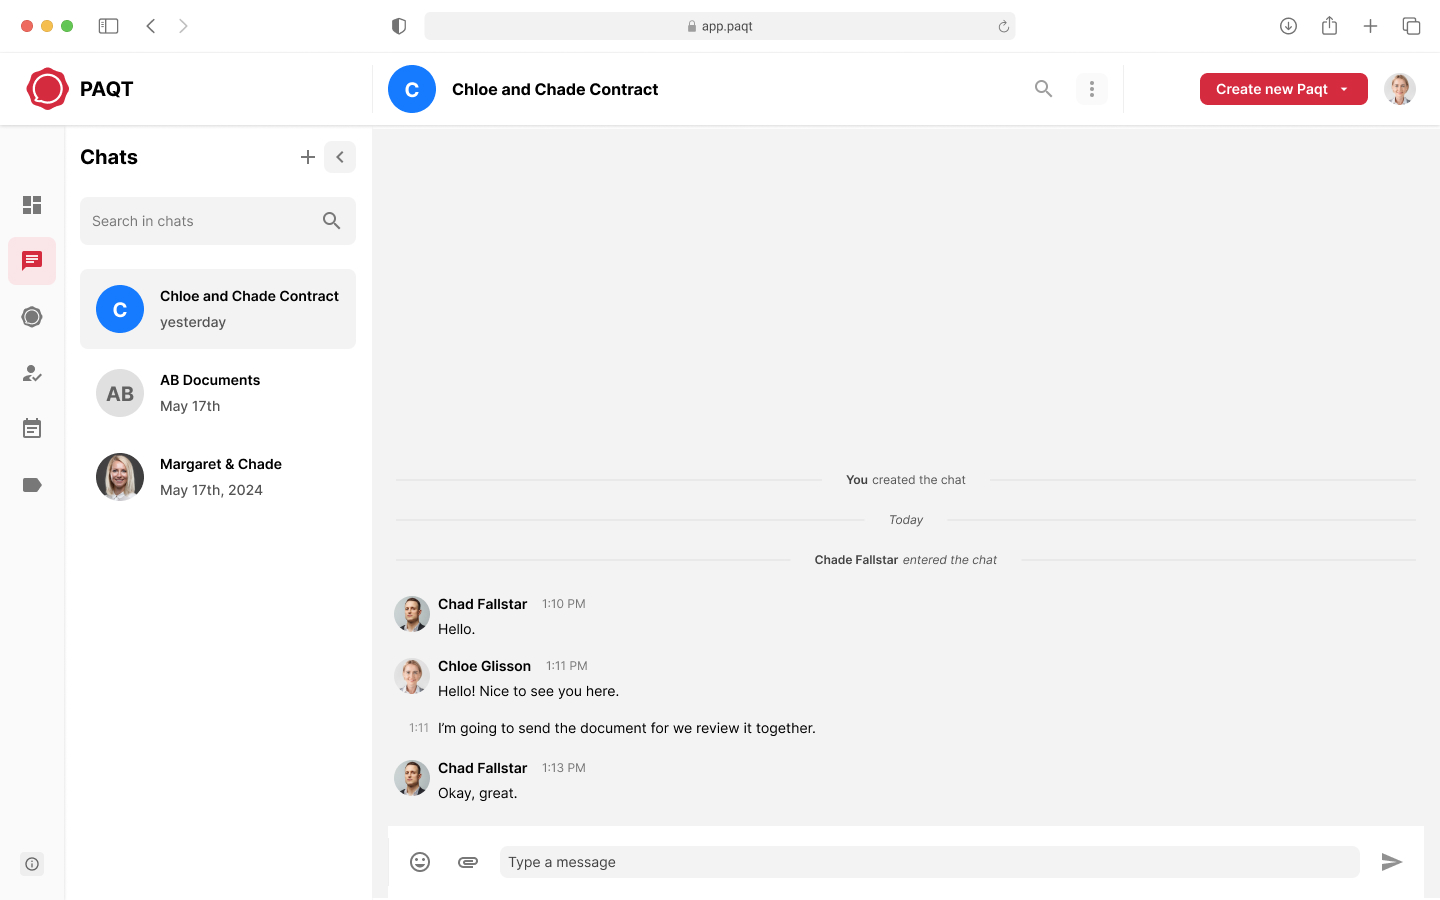 app.paqt
PAQT
C
Chloe and Chade Contract
Create new Paqt
Chats
Search in chats
C
Chloe and Chade Contract
yesterday
AB
AB Documents
May 17th
Margaret & Chade
May 17th, 2024
You created the chat
Today
Chade Fallstar entered the chat
Chad Fallstar 1:10 PM
Hello.
Chloe Glisson 1:11 PM
Hello! Nice to see you here.
1:11 I’m going to send the document for we review it together.
Chad Fallstar 1:13 PM
Okay, great.
Type a message